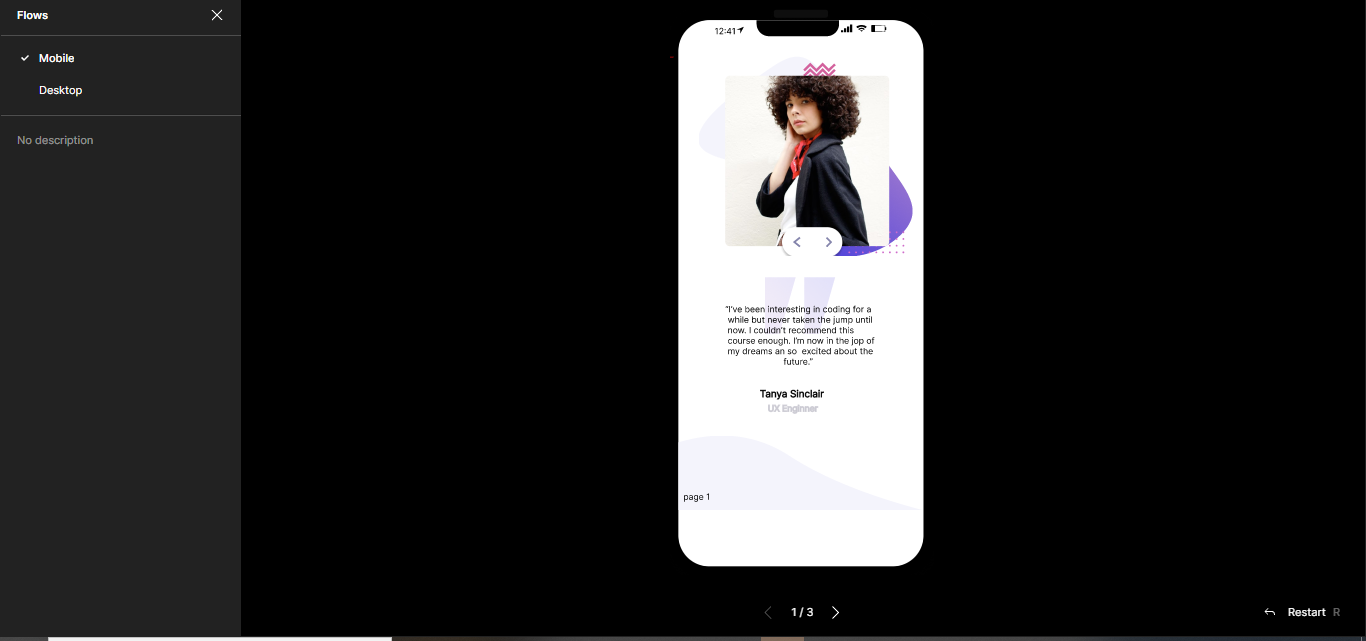 Flows
Mobile
Desktop
No description
12:41
“I’ve been interesting in coding for a
while but never taken the jump until
now. I couldn’t recommend this
course enough. I’m now in the jop of
my dreams an so excited about the
future.”
Tanya Sinclair
UX Enginner
page 1
1 / 3
Restart R